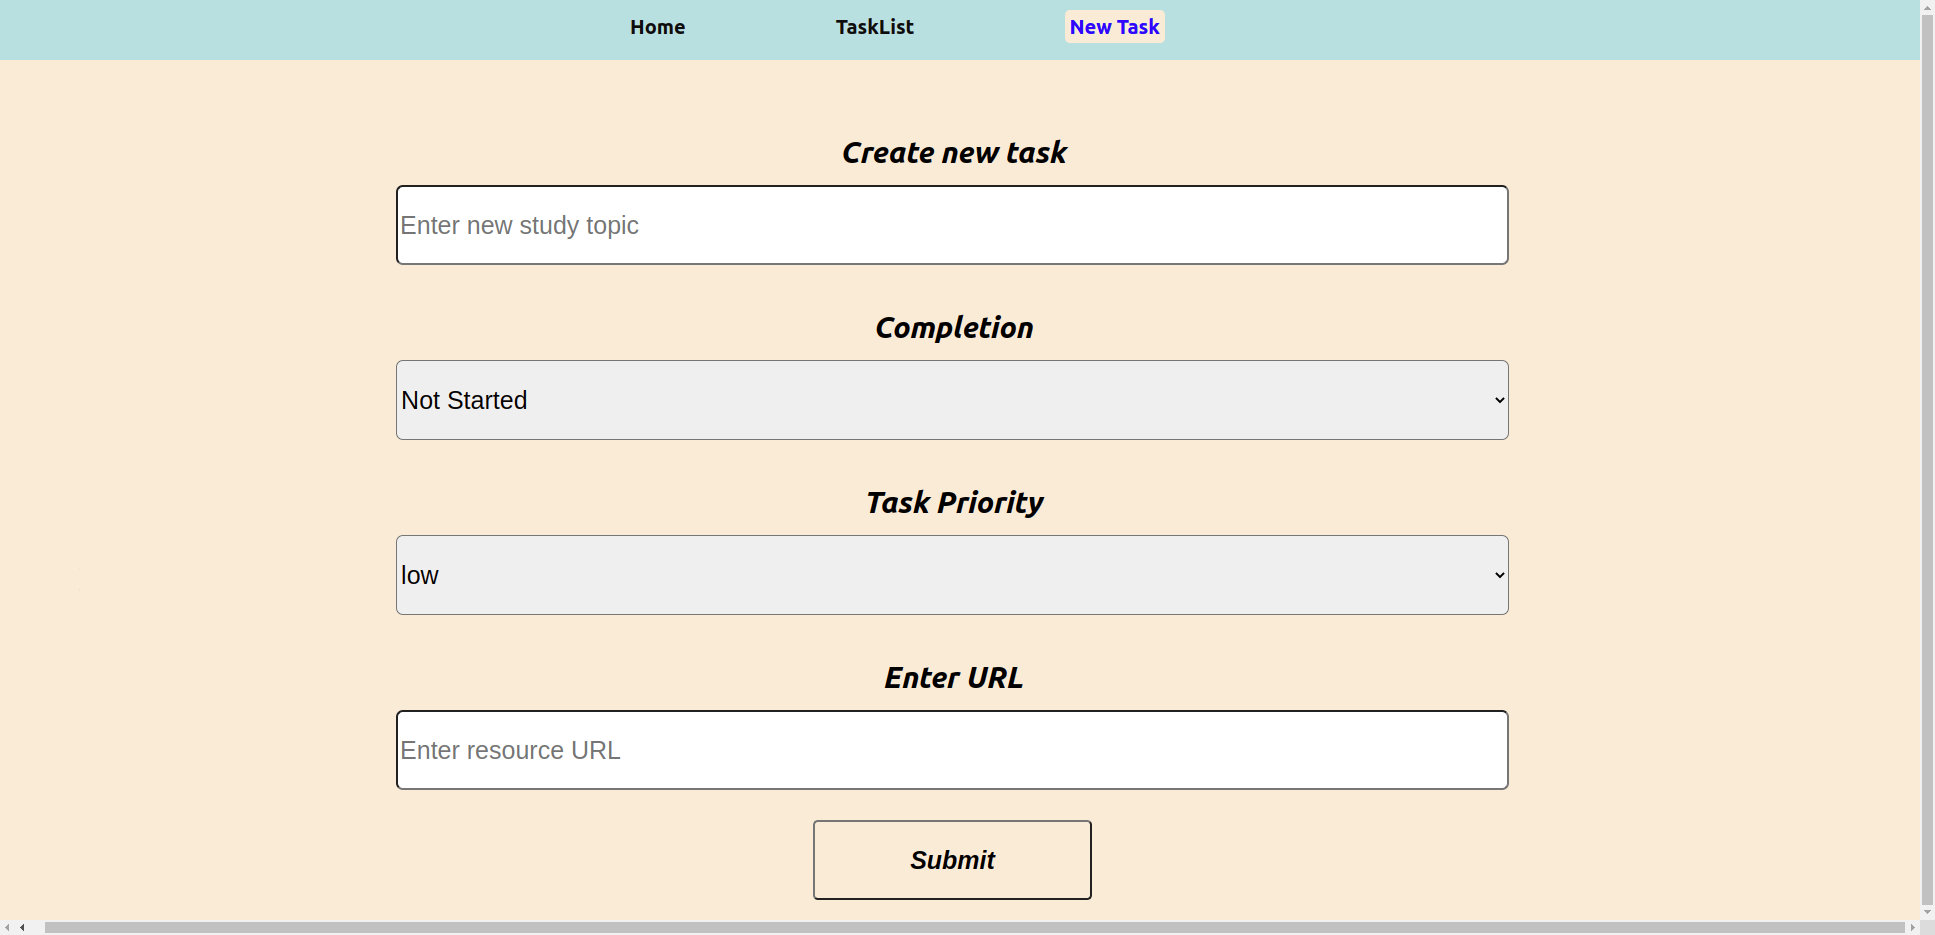 Home TaskList New Task
Create new task
Enter new study topic
Completion
Not Started
Task Priority
low
Enter URL
Enter resource URL
Submit